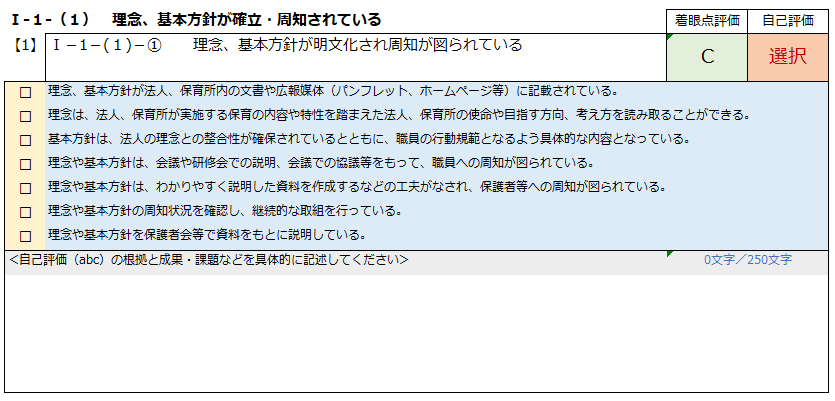 Ⅰ-１-（１）　理念、基本方針が確立・周知されている
着眼点評価
自己評価
【1】
Ⅰ－１－(１)－①　　理念、基本方針が明文化され周知が図られている
C
選択
□ 理念、基本方針が法人、保育所内の文書や広報媒体（パンフレット、ホームページ等）に記載されている。
□ 理念は、法人、保育所が実施する保育の内容や特性を踏まえた法人、保育所の使命や目指す方向、考え方を読み取ることができる。
□ 基本方針は、法人の理念との整合性が確保されているとともに、職員の行動規範となるよう具体的な内容となっている。
□ 理念や基本方針は、会議や研修会での説明、会議での協議等をもって、職員への周知が図られている。
□ 理念や基本方針は、わかりやすく説明した資料を作成するなどの工夫がなされ、保護者等への周知が図られている。
□ 理念や基本方針の周知状況を確認し、継続的な取組を行っている。
□ 理念や基本方針を保護者会等で資料をもとに説明している。
<自己評価（abc）の根拠と成果・課題などを具体的に記述してください>
0文字／250文字